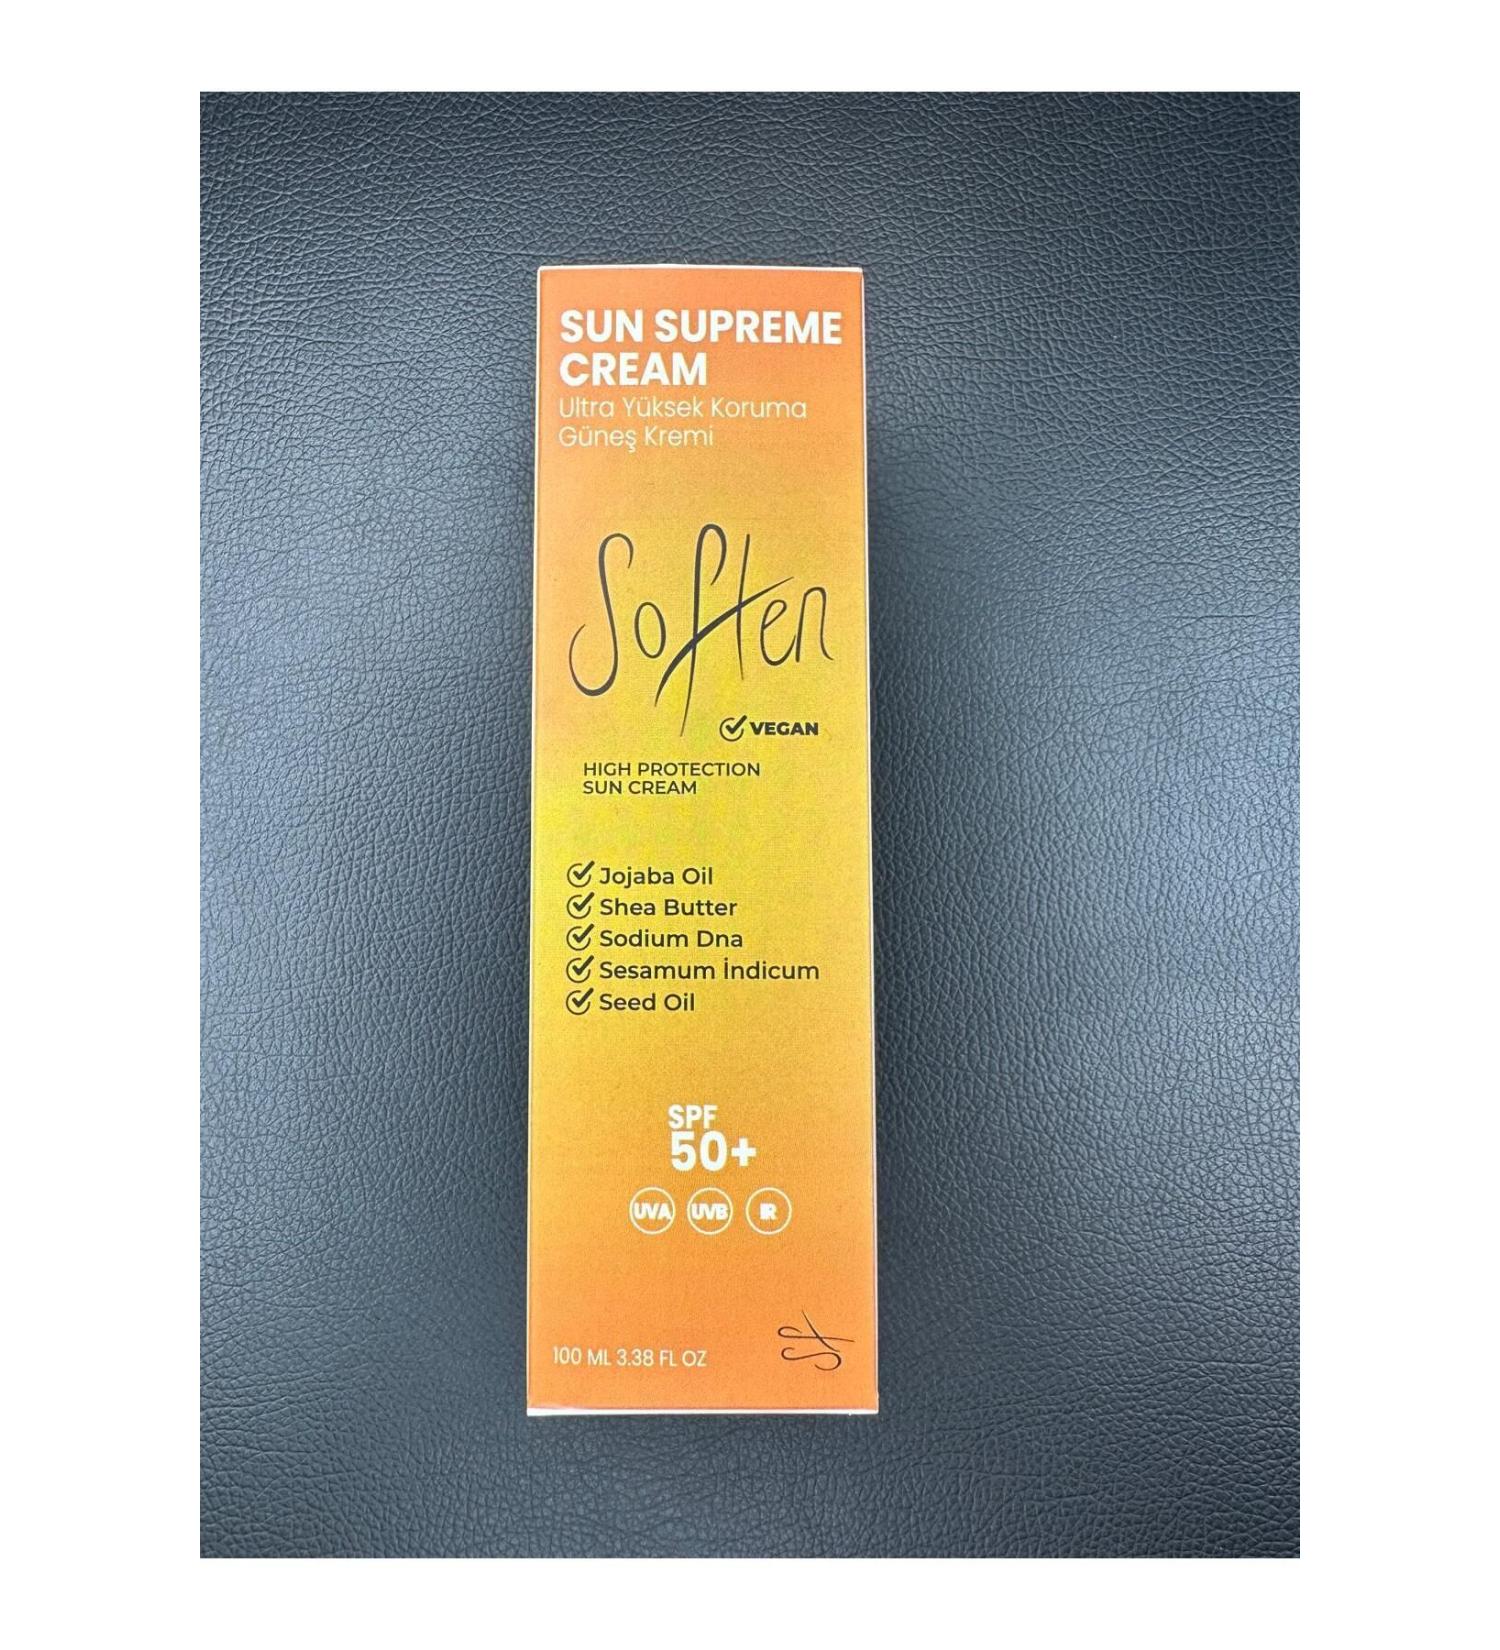 SUN SUPREME
CREAM
Ultra Yüksek Koruma
Güneş Kremi
Soften
VEGAN
HIGH PROTECTION
SUN CREAM
Jojaba Oil
Shea Butter
Sodium Dna
Sesamum İndicum
Seed Oil
SPF
50+
UVA UVB IR
100 ML 3.38 FL OZ